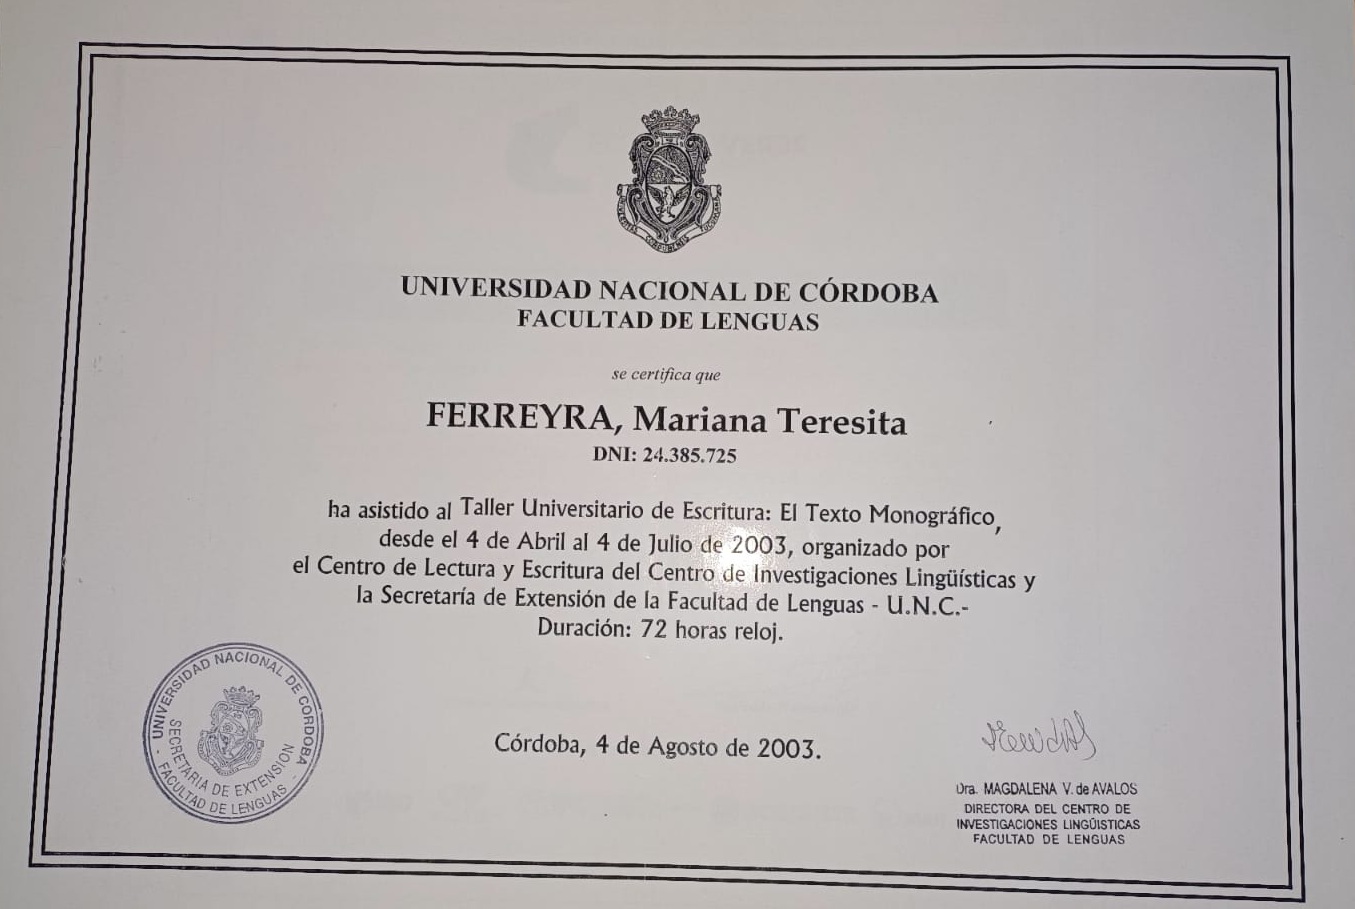 UNIVERSIDAD NACIONAL DE CÓRDOBA
FACULTAD DE LENGUAS
se certifica que
FERREYRA, Mariana Teresita
DNI: 24.385.725
ha asistido al Taller Universitario de Escritura: El Texto Monográfico,
desde el 4 de Abril al 4 de Julio de 2003, organizado por
el Centro de Lectura y Escritura del Centro de Investigaciones Lingüísticas y
la Secretaría de Extensión de la Facultad de Lenguas - U.N.C.-
Duración: 72 horas reloj.
UNIVERSIDAD NACIONAL DE CORDOBA
SECRETARIA DE EXTENSION
- FACULTAD DE LENGUAS -
Córdoba, 4 de Agosto de 2003.
Dra. MAGDALENA V. de AVALOS
DIRECTORA DEL CENTRO DE
INVESTIGACIONES LINGÜISTICAS
FACULTAD DE LENGUAS